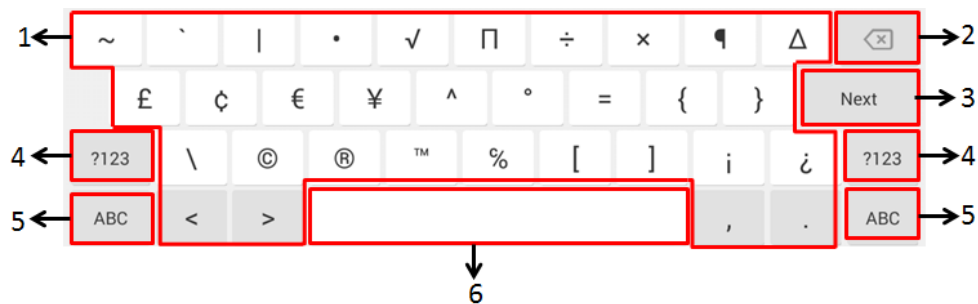 1 ~ ` | • √ Π ÷ × ¶ Δ 2
£ ¢ € ¥ ^ ° = { } Next 3
4 ?123 \ © ® ™ ℅ [ ] ¡ ¿ ?123 4
5 ABC < > , . ABC 5
6